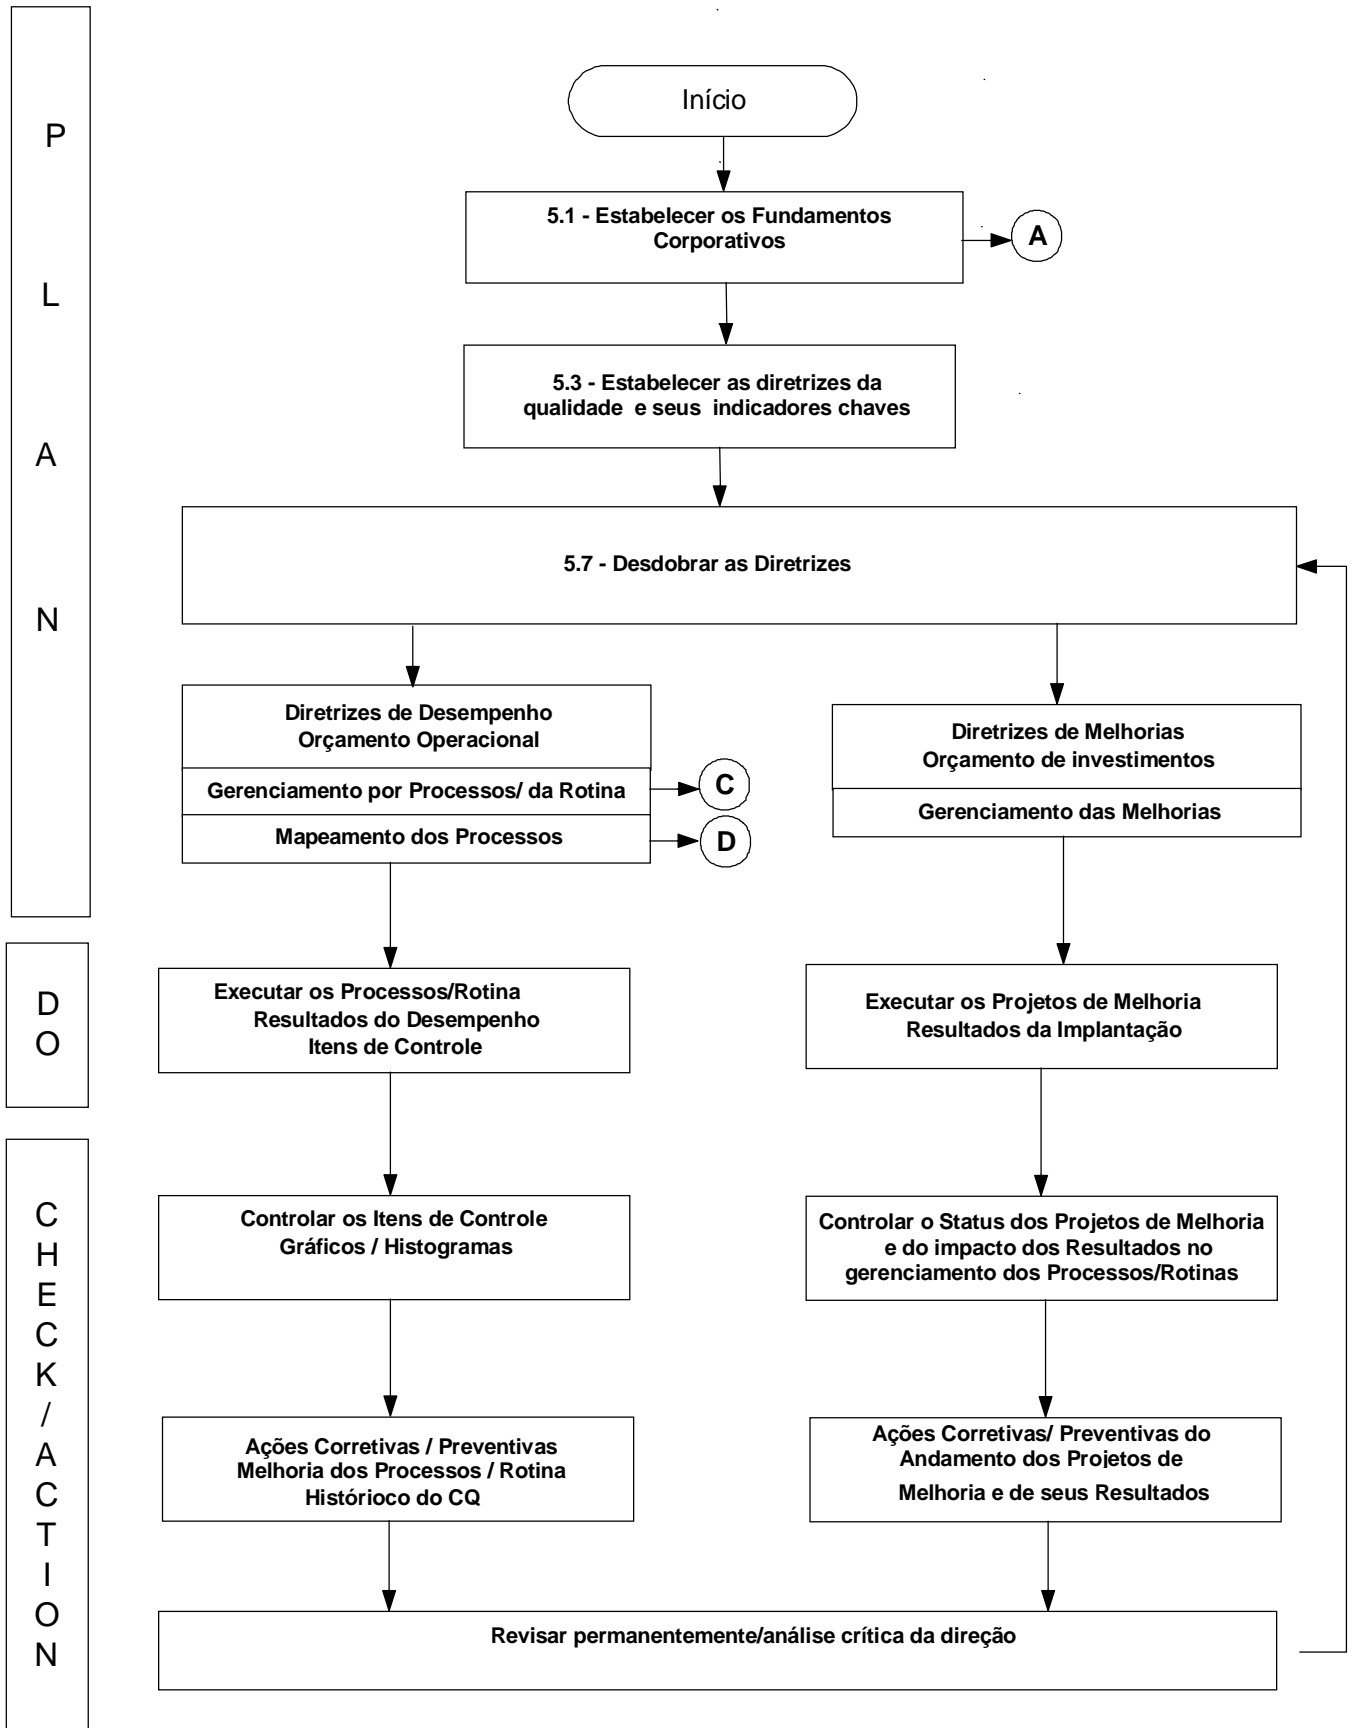 P
L
A
N
Início
5.1 - Estabelecer os Fundamentos
Corporativos
A
5.3 - Estabelecer as diretrizes da
qualidade e seus indicadores chaves
5.7 - Desdobrar as Diretrizes
Diretrizes de Desempenho
Orçamento Operacional
Gerenciamento por Processos/ da Rotina
C
Mapeamento dos Processos
D
Diretrizes de Melhorias
Orçamento de investimentos
Gerenciamento das Melhorias
D
O
Executar os Processos/Rotina
Resultados do Desempenho
Itens de Controle
Executar os Projetos de Melhoria
Resultados da Implantação
C
H
E
C
K
/
A
C
T
I
O
N
Controlar os Itens de Controle
Gráficos / Histogramas
Controlar o Status dos Projetos de Melhoria
e do impacto dos Resultados no
gerenciamento dos Processos/Rotinas
Ações Corretivas / Preventivas
Melhoria dos Processos / Rotina
Histórioco do CQ
Ações Corretivas/ Preventivas do
Andamento dos Projetos de
Melhoria e de seus Resultados
Revisar permanentemente/análise crítica da direção